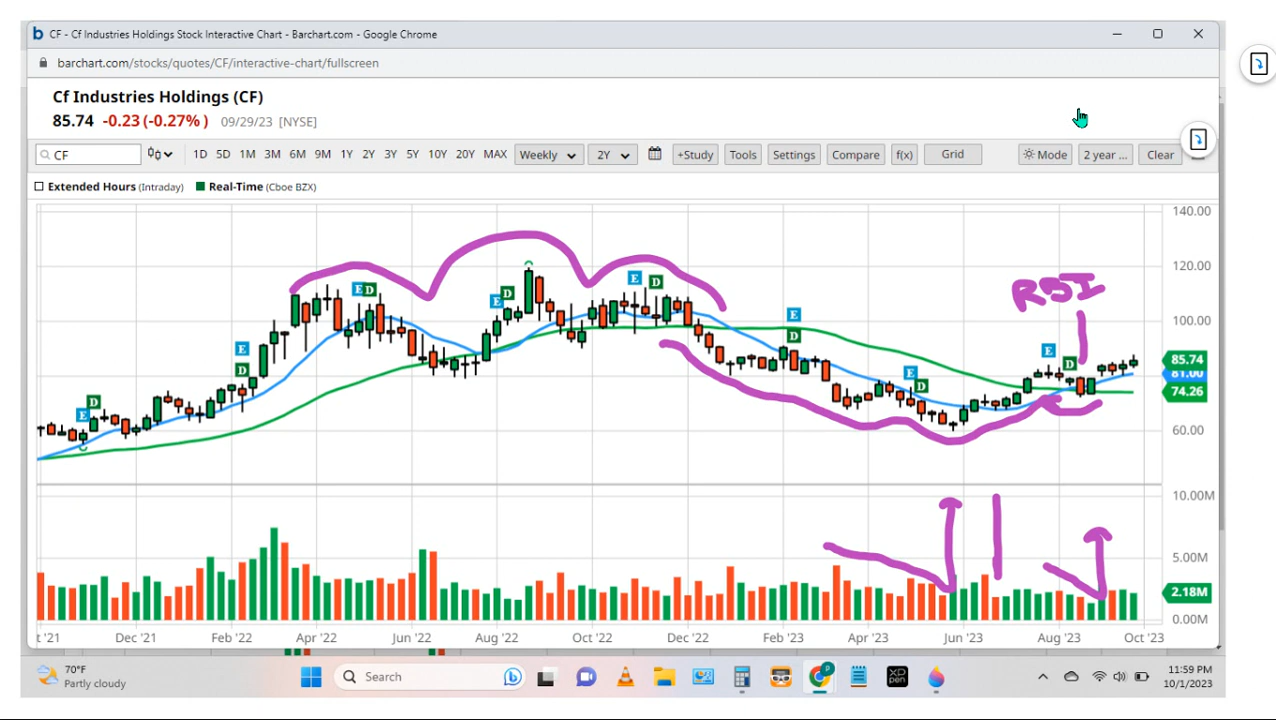 CF - Cf Industries Holdings Stock Interactive Chart - Barchart.com - Google Chrome
barchart.com/stocks/quotes/CF/interactive-chart/fullscreen
Cf Industries Holdings (CF)
85.74 -0.23 (-0.27% ) 09/29/23 [NYSE]
CF 1D 5D 1M 3M 6M 9M 1Y 2Y 3Y 5Y 10Y 20Y MAX Weekly 2Y +Study Tools Settings Compare f(x) Grid Mode 2 year ... Clear
Extended Hours (Intraday) Real-Time (Cboe BZX)
140.00
120.00
E D E D E D E RSI
100.00
E D E D E D E D
85.74
81.00
74.26
60.00
10.00M
5.00M
2.18M
0.00M
t '21 Dec '21 Feb '22 Apr '22 Jun '22 Aug '22 Oct '22 Dec '22 Feb '23 Apr '23 Jun '23 Aug '23 Oct '23
70°F
Partly cloudy
Search
P
XP
PEN
11:59 PM
10/1/2023